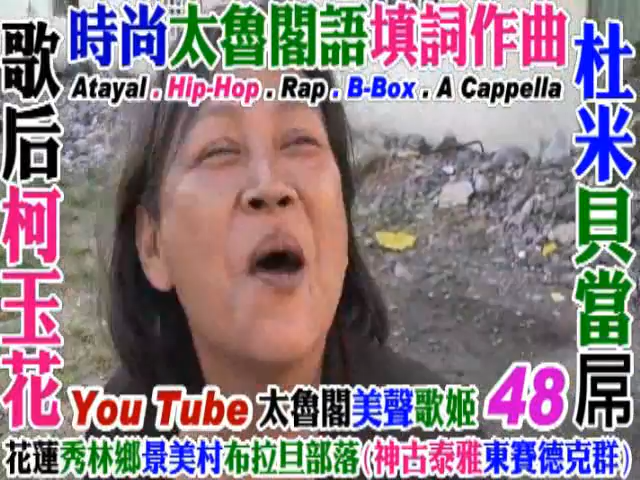 時尚太魯閣語填詞作曲
Atayal . Hip-Hop . Rap . B-Box . A Cappella
歌后柯玉花
杜米貝當屌
You Tube 太魯閣美聲歌姬 48
花蓮秀林鄉景美村布拉旦部落(神古泰雅東賽德克群)